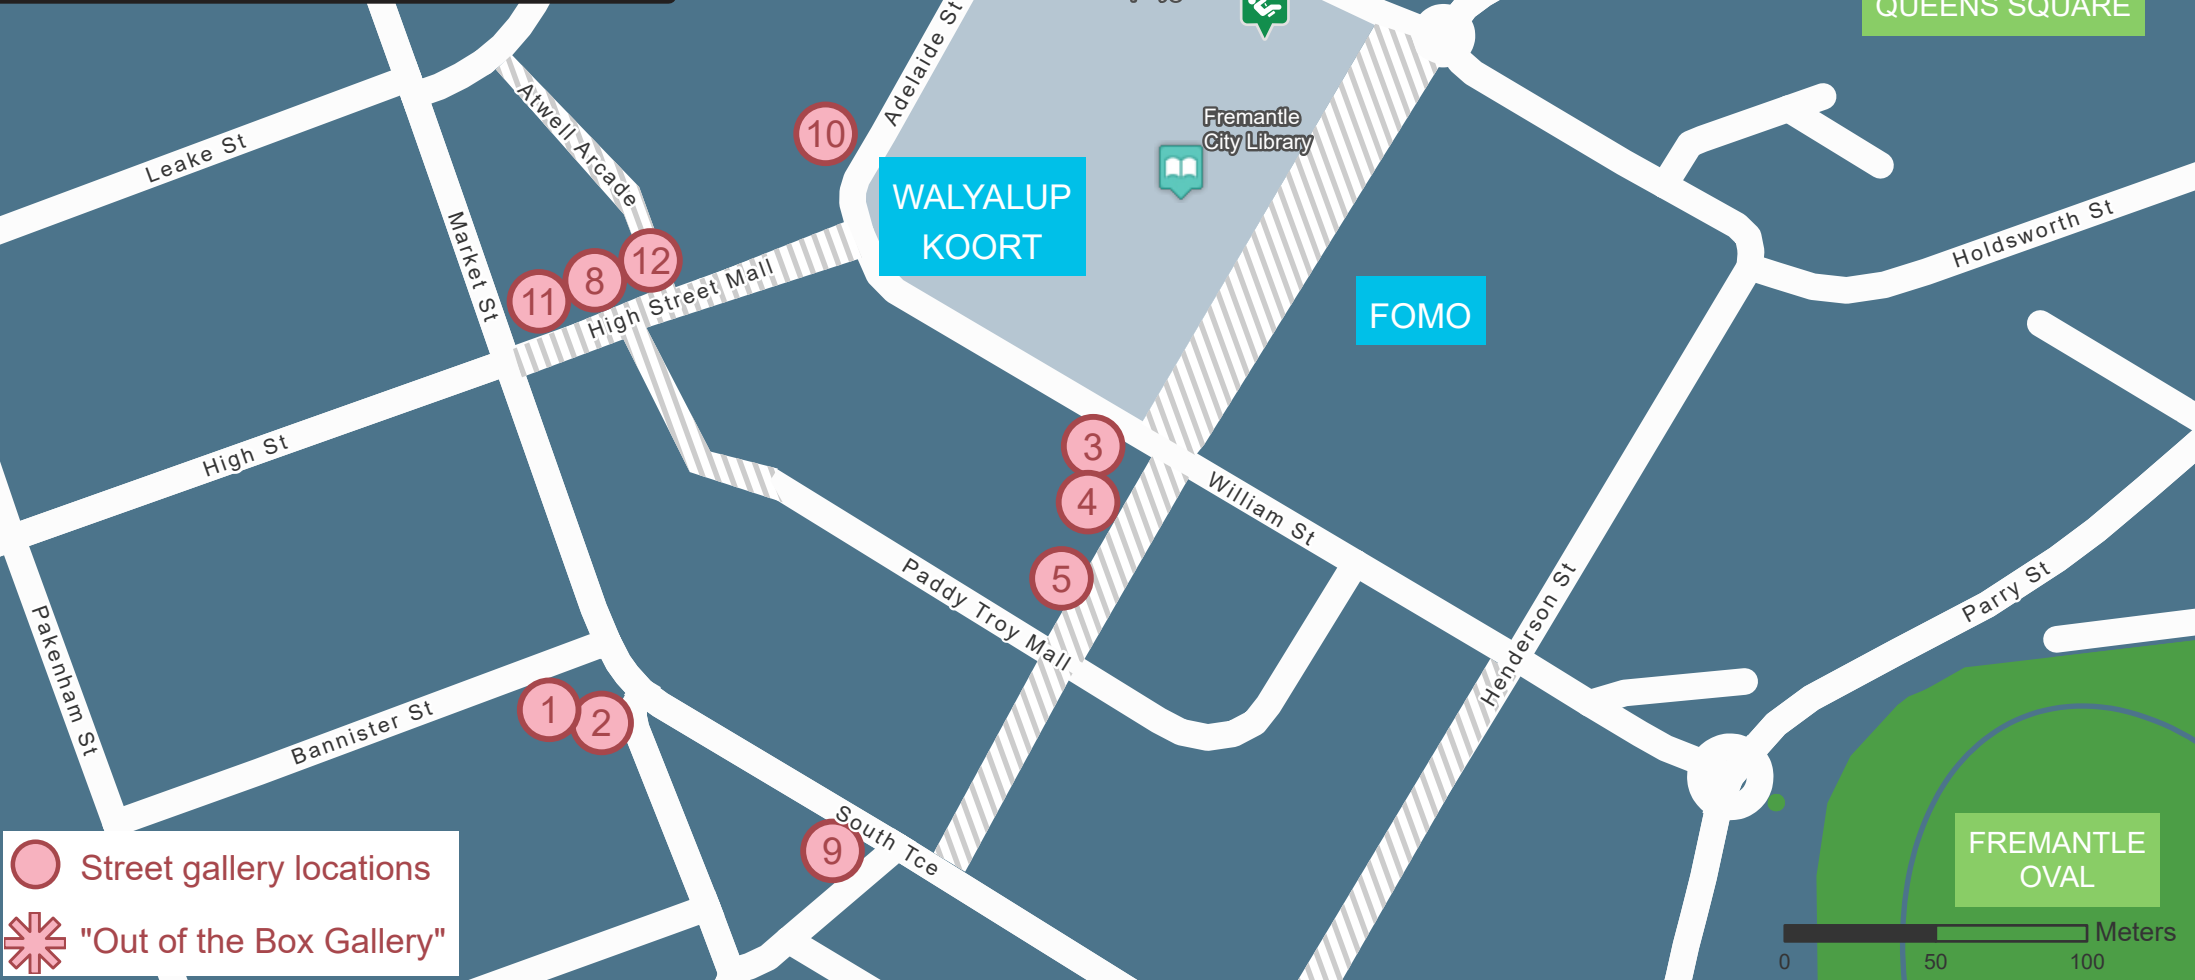 QUEENS SQUARE
Adelaide St
Atwell Arcade
10
Fremantle
City Library
Leake St
WALYALUP
KOORT
Market St
Holdsworth St
12
8
11
High Street Mall
FOMO
3
High St
4
William St
5
Paddy Troy Mall
Henderson St
Parry St
Pakenham St
1
2
Bannister St
9
South Tce
FREMANTLE
OVAL
Street gallery locations
"Out of the Box Gallery"
Meters
0 50 100